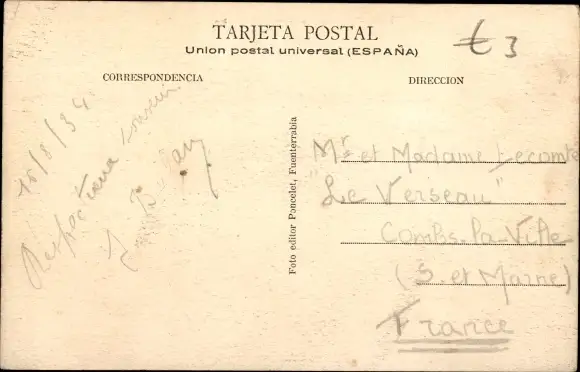 TARJETA POSTAL
Union postal universal (ESPAÑA)
€3
CORRESPONDENCIA
DIRECCION
18/8/34
Respectueux souvenir
Foto editor Poncelet, Fuenterrabia
Mr et Madame Lecomte
"Le Verseau"
Combs-la-Ville
(S. et Marne)
France